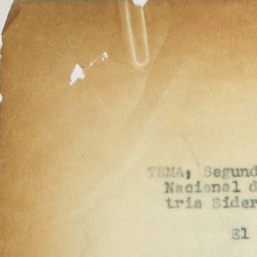 TEMA; Segund
Nacional d
tria Sider
El